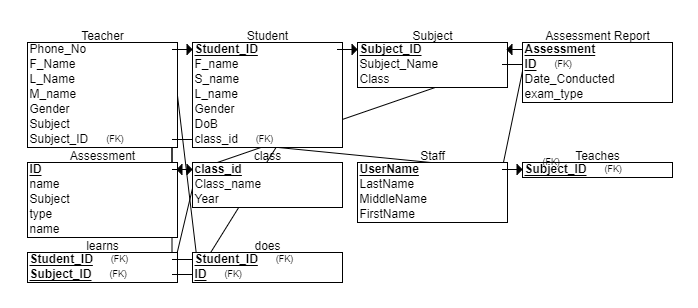 Teacher
Phone_No
F_Name
L_Name
M_name
Gender
Subject
Subject_ID (FK)
Student
Student_ID
F_name
S_name
L_name
Gender
DoB
class_id (FK)
Subject
Subject_ID
Subject_Name
Class
Assessment Report
Assessment
ID (FK)
Date_Conducted
exam_type
Assessment
ID
name
Subject
type
name
class
class_id
Class_name
Year
Staff
UserName
LastName
MiddleName
FirstName
Teaches
(FK)
Subject_ID (FK)
learns
Student_ID (FK)
Subject_ID (FK)
does
Student_ID (FK)
ID (FK)